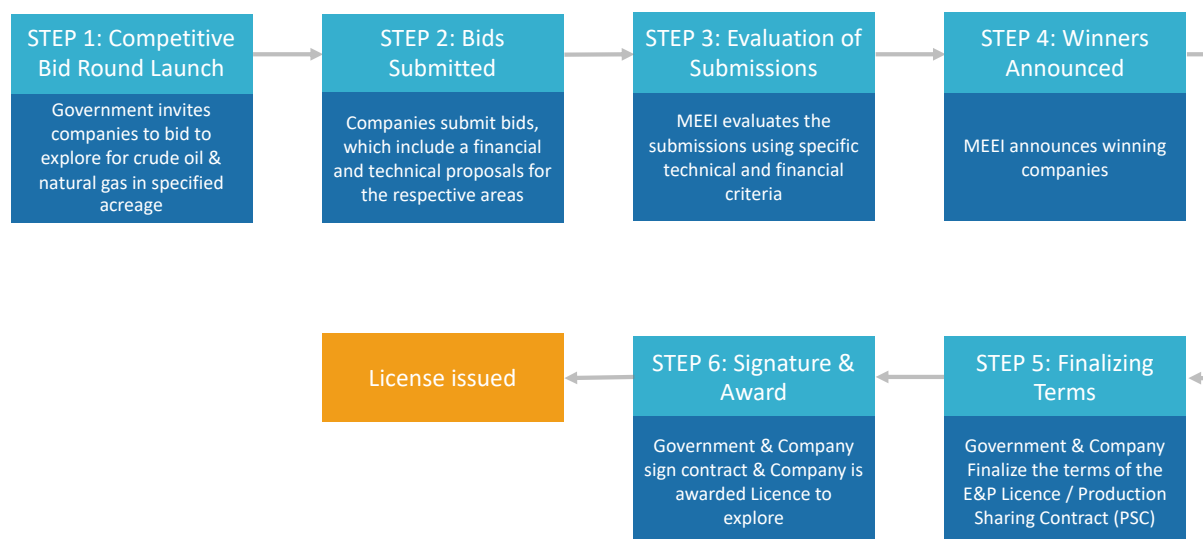 STEP 1: Competitive
Bid Round Launch
Government invites
companies to bid to
explore for crude oil &
natural gas in specified
acreage
STEP 2: Bids
Submitted
Companies submit bids,
which include a financial
and technical proposals for
the respective areas
STEP 3: Evaluation of
Submissions
MEEI evaluates the
submissions using specific
technical and financial
criteria
STEP 4: Winners
Announced
MEEI announces winning
companies
STEP 5: Finalizing
Terms
Government & Company
Finalize the terms of the
E&P Licence / Production
Sharing Contract (PSC)
STEP 6: Signature &
Award
Government & Company
sign contract & Company is
awarded Licence to
explore
License issued